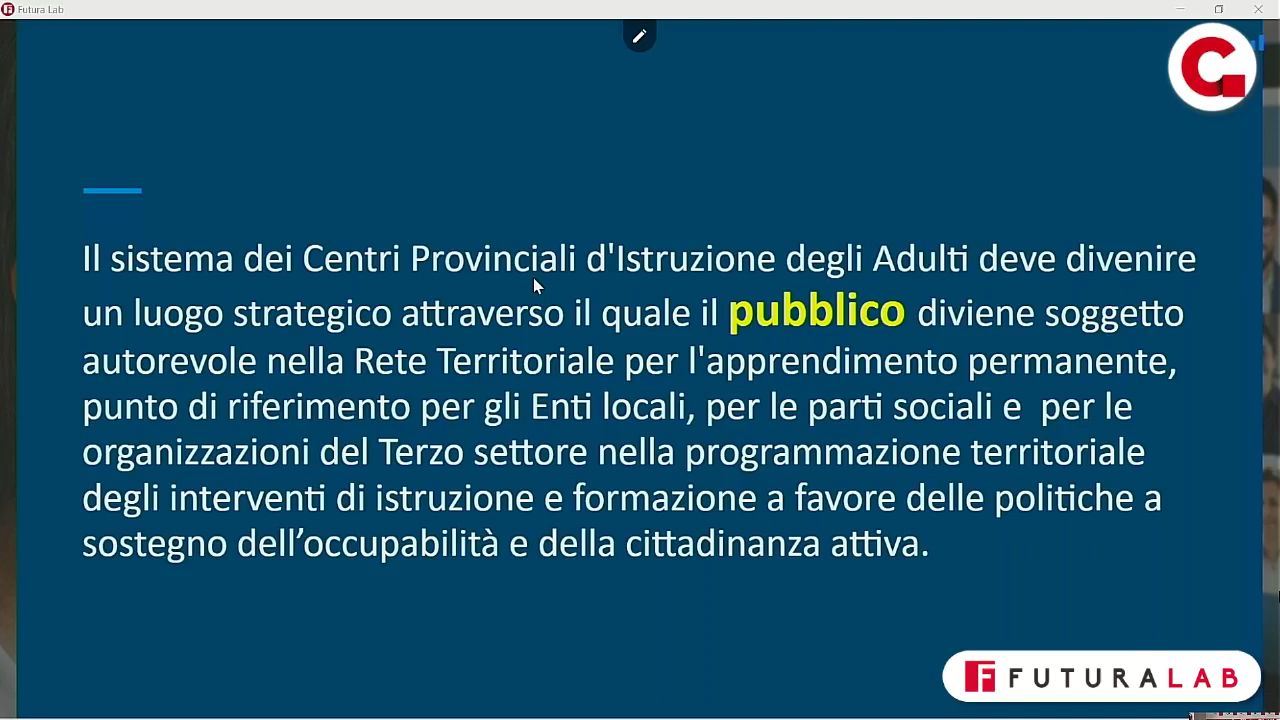 Futura Lab
Il sistema dei Centri Provinciali d'Istruzione degli Adulti deve divenire
un luogo strategico attraverso il quale il pubblico diviene soggetto
autorevole nella Rete Territoriale per l'apprendimento permanente,
punto di riferimento per gli Enti locali, per le parti sociali e  per le
organizzazioni del Terzo settore nella programmazione territoriale
degli interventi di istruzione e formazione a favore delle politiche a
sostegno dell’occupabilità e della cittadinanza attiva.
FUTURALAB